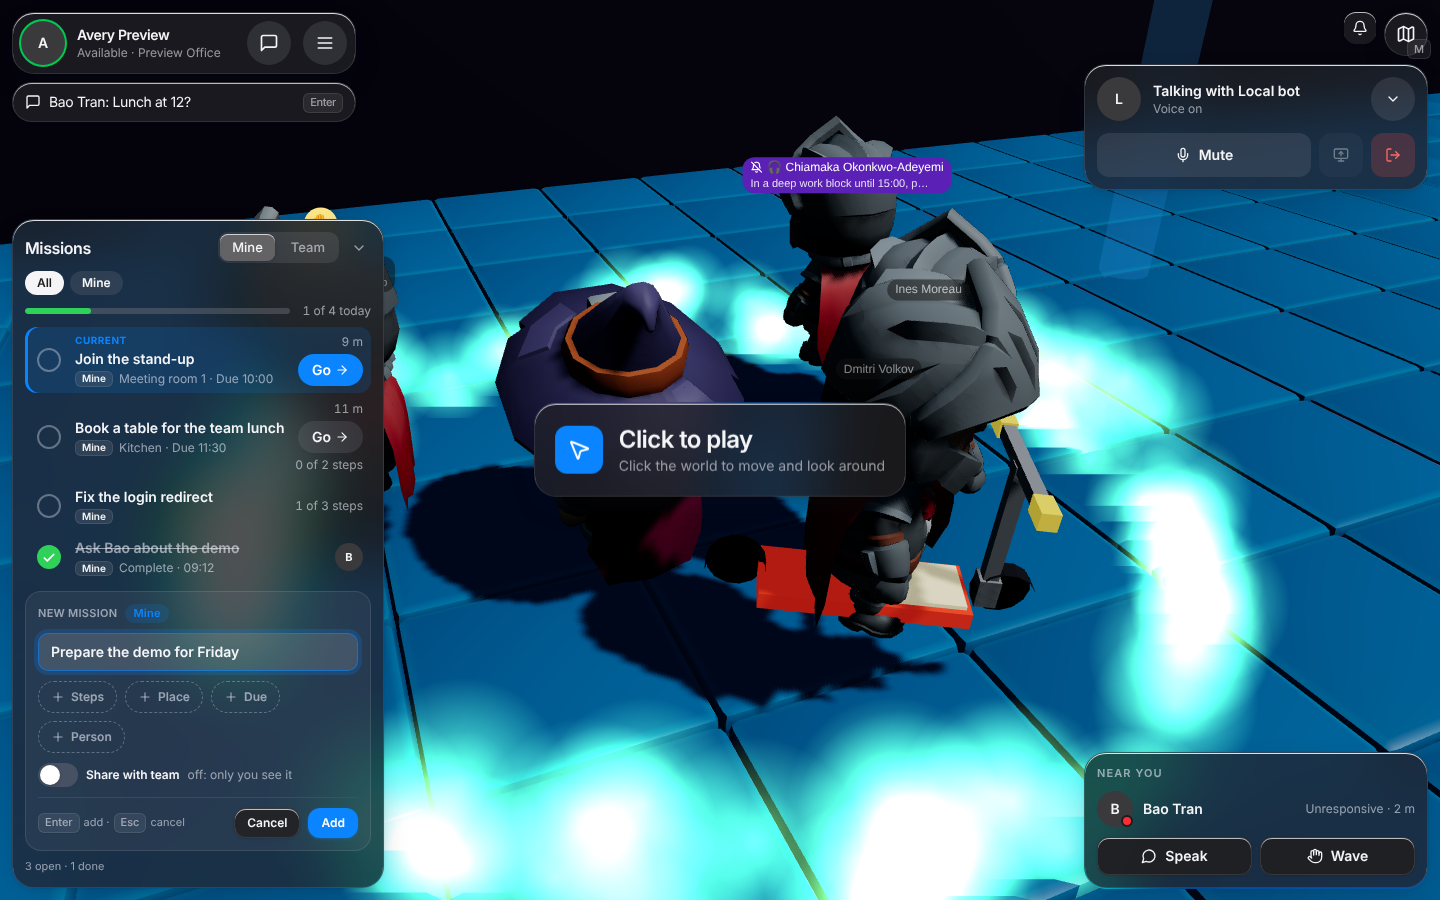 A
Avery Preview
Available · Preview Office
Bao Tran: Lunch at 12?
Enter
M
L
Talking with Local bot
Voice on
Mute
Chiamaka Okonkwo-Adeyemi
In a deep work block until 15:00, p…
Ines Moreau
Dmitri Volkov
Click to play
Click the world to move and look around
Missions
Mine
Team
All
Mine
1 of 4 today
CURRENT
9 m
Join the stand-up
Go
Mine Meeting room 1 · Due 10:00
11 m
Book a table for the team lunch
Go
Mine Kitchen · Due 11:30
0 of 2 steps
Fix the login redirect
Mine
1 of 3 steps
Ask Bao about the demo
Mine Complete · 09:12
B
NEW MISSION Mine
Prepare the demo for Friday
Steps
Place
Due
Person
Share with team off: only you see it
Enter add · Esc cancel
Cancel
Add
3 open · 1 done
NEAR YOU
B
Bao Tran
Unresponsive · 2 m
Speak
Wave